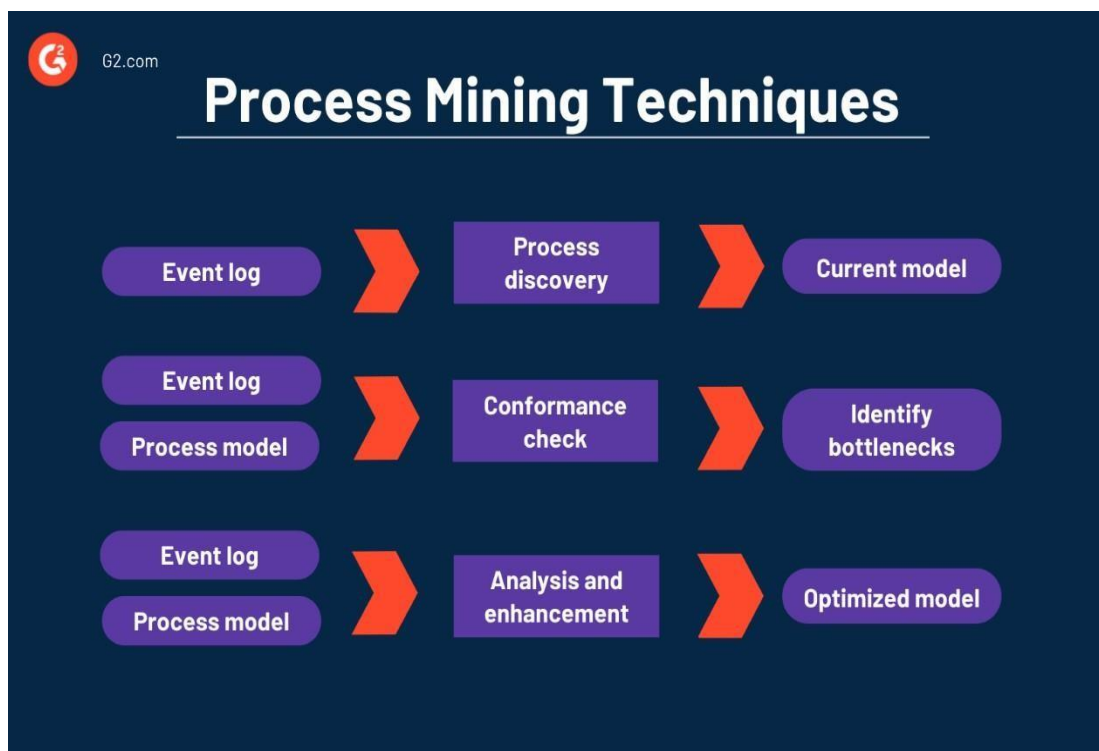 G2
G2.com
Process Mining Techniques
Event log
Process
discovery
Current model
Event log
Process model
Conformance
check
Identify
bottlenecks
Event log
Process model
Analysis and
enhancement
Optimized model